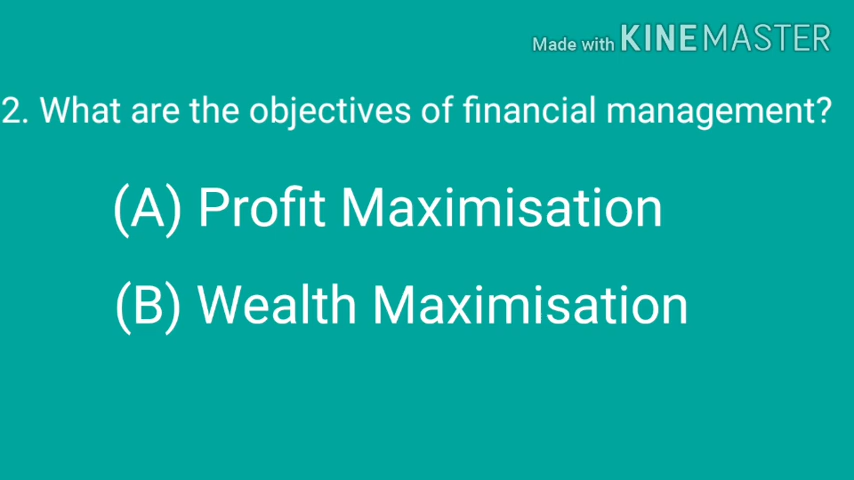 Made with KINEMASTER
2. What are the objectives of financial management?
(A) Profit Maximisation
(B) Wealth Maximisation